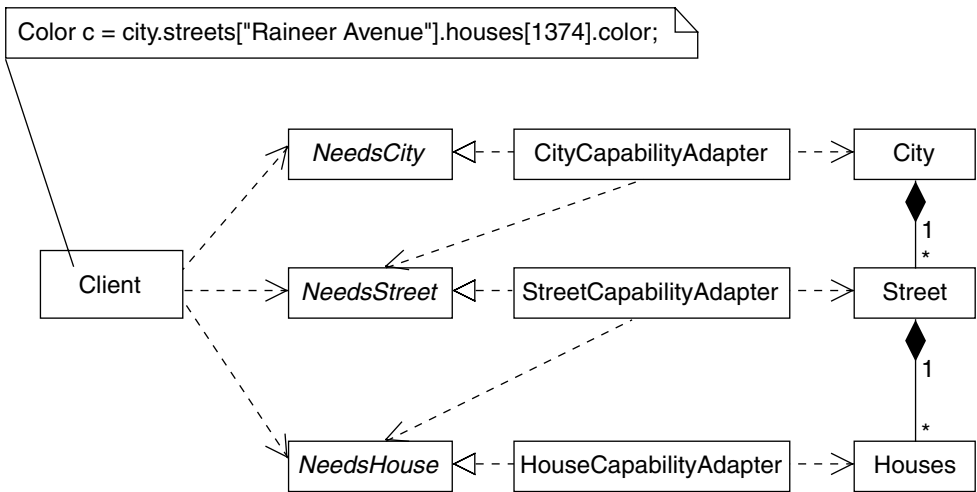 Color c = city.streets["Raineer Avenue"].houses[1374].color;
NeedsCity
CityCapabilityAdapter
City
1
*
Client
NeedsStreet
StreetCapabilityAdapter
Street
1
*
NeedsHouse
HouseCapabilityAdapter
Houses